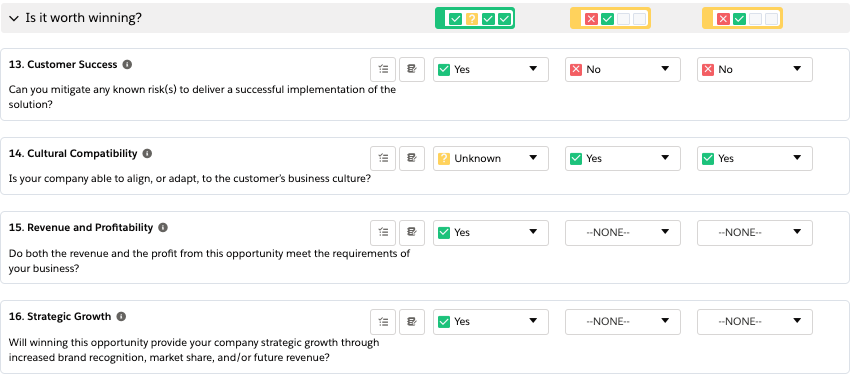 Is it worth winning?
13. Customer Success
Yes
No
No
Can you mitigate any known risk(s) to deliver a successful implementation of the
solution?
14. Cultural Compatibility
? Unknown
Yes
Yes
Is your company able to align, or adapt, to the customer's business culture?
15. Revenue and Profitability
Yes
--NONE--
--NONE--
Do both the revenue and the profit from this opportunity meet the requirements of
your business?
16. Strategic Growth
Yes
--NONE--
--NONE--
Will winning this opportunity provide your company strategic growth through
increased brand recognition, market share, and/or future revenue?